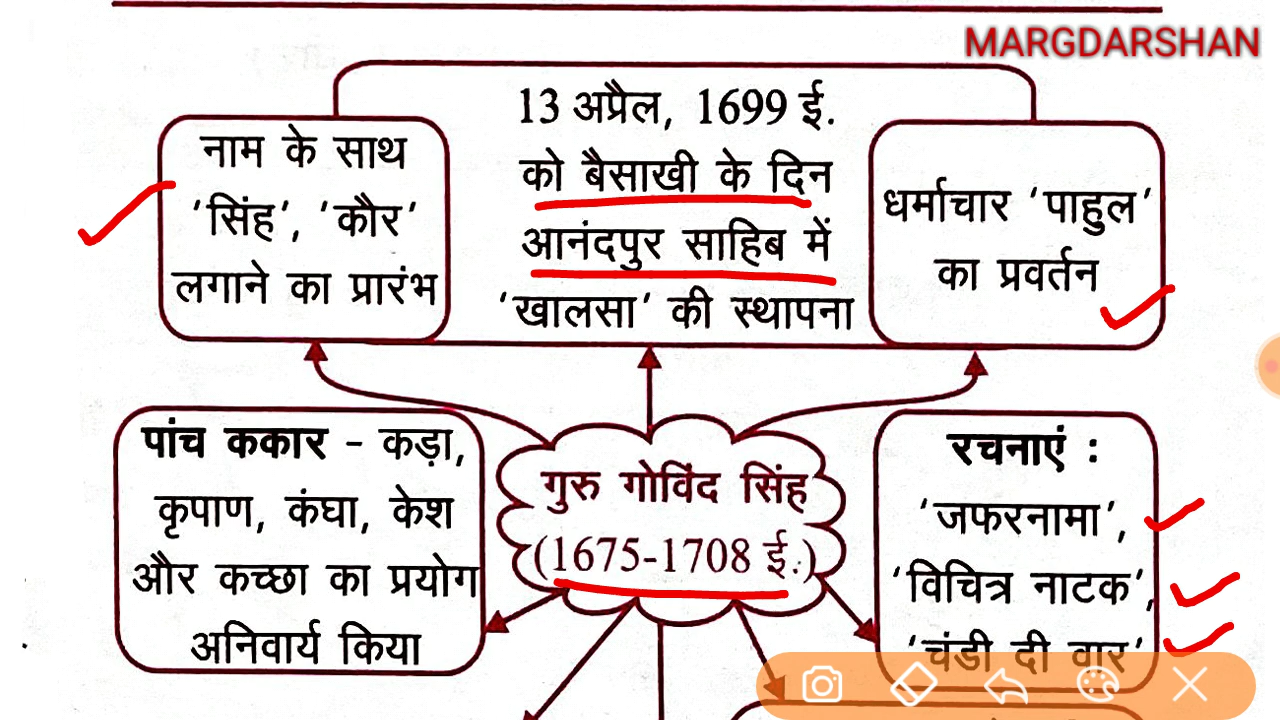 MARGDARSHAN
13 अप्रैल, 1699 ई.
को बैसाखी के दिन
आनंदपुर साहिब में
‘खालसा’ की स्थापना
नाम के साथ
‘सिंह’, ‘कौर’
लगाने का प्रारंभ
धर्माचार ‘पाहुल’
का प्रवर्तन
पांच ककार - कड़ा,
कृपाण, कंघा, केश
और कच्छा का प्रयोग
अनिवार्य किया
गुरु गोविंद सिंह
(1675-1708 ई.)
रचनाएं :
‘जफरनामा’,
‘विचित्र नाटक’,
‘चंडी दी वार’